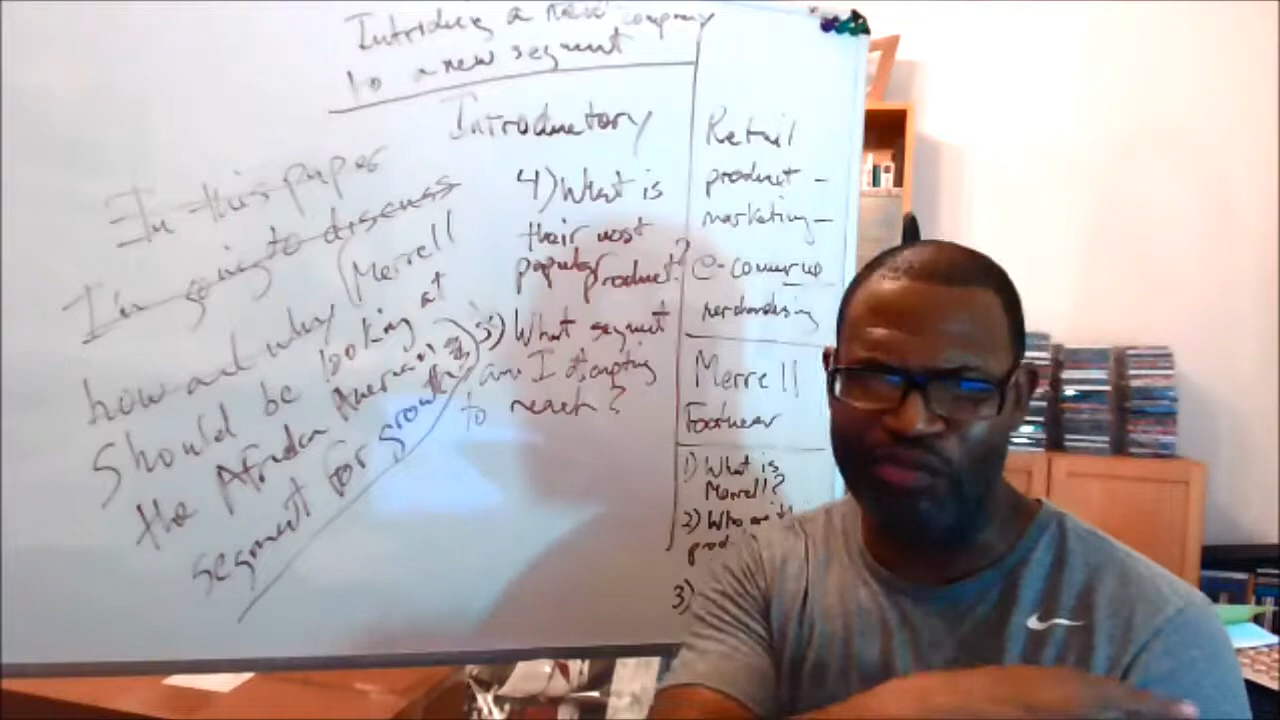 Introducing a new company
to a new segment
Introductory
In this paper
I'm going to discuss
how and why Merrell
should be looking at
the African American
segment for growth
4) What is
their most
popular product?
5) What segment
am I attempting
to reach?
Retail
product -
marketing -
e-commerce
merchandising
Merrell
Footwear
1) What is
Merrell?
2) Who are
prod
3)